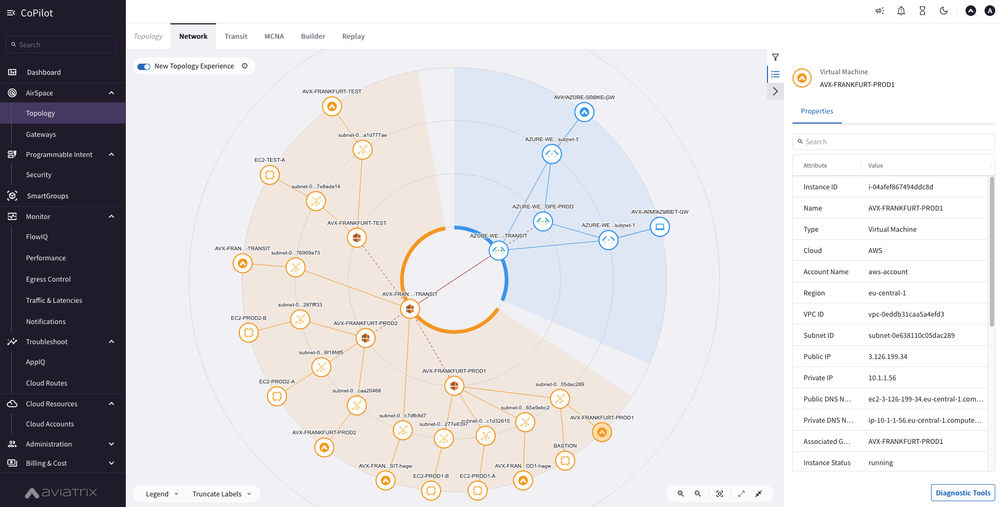 CoPilot
Search
Dashboard
AirSpace
Topology
Gateways
Programmable Intent
Security
SmartGroups
Monitor
FlowIQ
Performance
Egress Control
Traffic & Latencies
Notifications
Troubleshoot
AppIQ
Cloud Routes
Cloud Resources
Cloud Accounts
Administration
Billing & Cost
AVIATRIX
A
Topology
Network
Transit
MCNA
Builder
Replay
New Topology Experience
AVX-FRANKFURT-TEST
AVX-AZURE-SPOKE-GW
subnet-0...a1d777ae
AZURE-WE...subnet-1
EC2-TEST-A
subnet-0...7e8ada14
AZURE-WE...OPE-PROD
AVX-FRANKFURT-TEST
AZURE-WE...subnet-1
AZURE-WE...-TRANSIT
AVX-FRAN...-TRANSIT
subnet-0...76909a73
AVX-FRAN...-TRANSIT
subnet-0...287fff33
EC2-PROD2-B
AVX-FRANKFURT-PROD2
subnet-0...6f18fdf5
AVX-FRANKFURT-PROD1
EC2-PROD2-A
subnet-0...05dac289
subnet-0...caa20468
subnet-0...65e9ebc2
subnet-0...c7dfb8d7
AVX-FRANKFURT-PROD1
subnet-0...277e6397
subnet-0...c1d32615
AVX-FRANKFURT-PROD2
BASTION
AVX-FRAN...SIT-hagw
AVX-FRAN...OD1-hagw
EC2-PROD1-B
EC2-PROD1-A
Legend
Truncate Labels
Virtual Machine
AVX-FRANKFURT-PROD1
Properties
Search
Attribute Value
Instance ID i-04afef867494ddc8d
Name AVX-FRANKFURT-PROD1
Type Virtual Machine
Cloud AWS
Account Name aws-account
Region eu-central-1
VPC ID vpc-0eddb31caa5a4efd3
Subnet ID subnet-0e638110c05dac289
Public IP 3.126.199.34
Private IP 10.1.1.56
Public DNS N... ec2-3-126-199-34.eu-central-1.com...
Private DNS N... ip-10-1-1-56.eu-central-1.compute...
Associated G... AVX-FRANKFURT-PROD1
Instance Status running
Diagnostic Tools